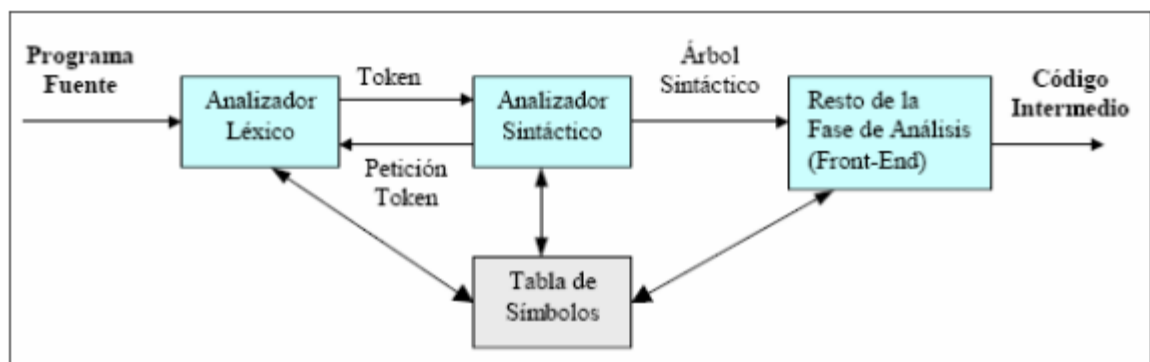 Programa
Fuente
Analizador
Léxico
Token
Petición
Token
Analizador
Sintáctico
Árbol
Sintáctico
Resto de la
Fase de Análisis
(Front-End)
Código
Intermedio
Tabla de
Símbolos